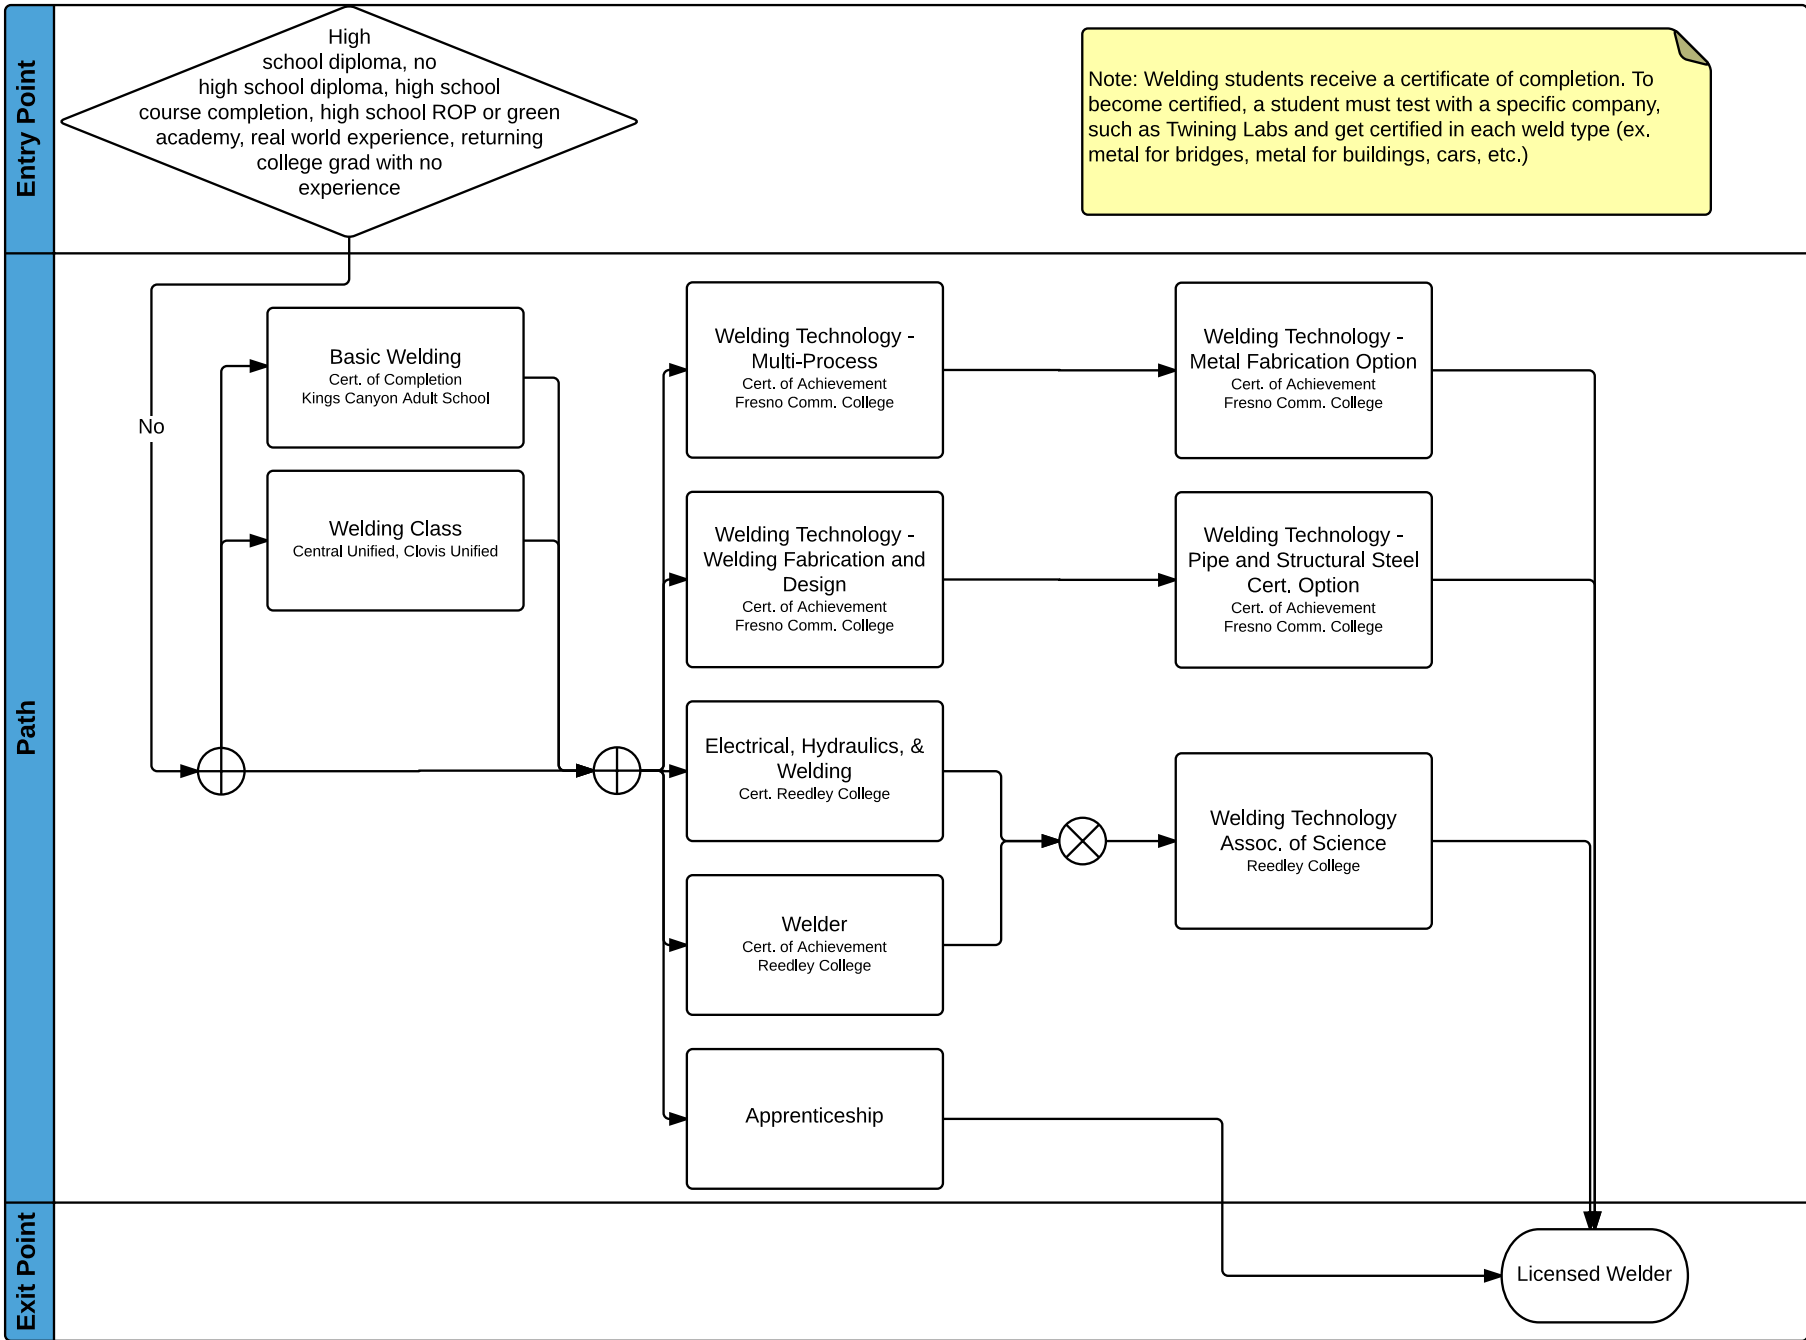 Entry Point
High
school diploma, no
high school diploma, high school
course completion, high school ROP or green
academy, real world experience, returning
college grad with no
experience
Note: Welding students receive a certificate of completion. To
become certified, a student must test with a specific company,
such as Twining Labs and get certified in each weld type (ex.
metal for bridges, metal for buildings, cars, etc.)
Path
No
Basic Welding
Cert. of Completion
Kings Canyon Adult School
Welding Class
Central Unified, Clovis Unified
Welding Technology -
Multi-Process
Cert. of Achievement
Fresno Comm. College
Welding Technology -
Metal Fabrication Option
Cert. of Achievement
Fresno Comm. College
Welding Technology -
Welding Fabrication and
Design
Cert. of Achievement
Fresno Comm. College
Welding Technology -
Pipe and Structural Steel
Cert. Option
Cert. of Achievement
Fresno Comm. College
Electrical, Hydraulics, &
Welding
Cert. Reedley College
Welder
Cert. of Achievement
Reedley College
Welding Technology
Assoc. of Science
Reedley College
Apprenticeship
Exit Point
Licensed Welder